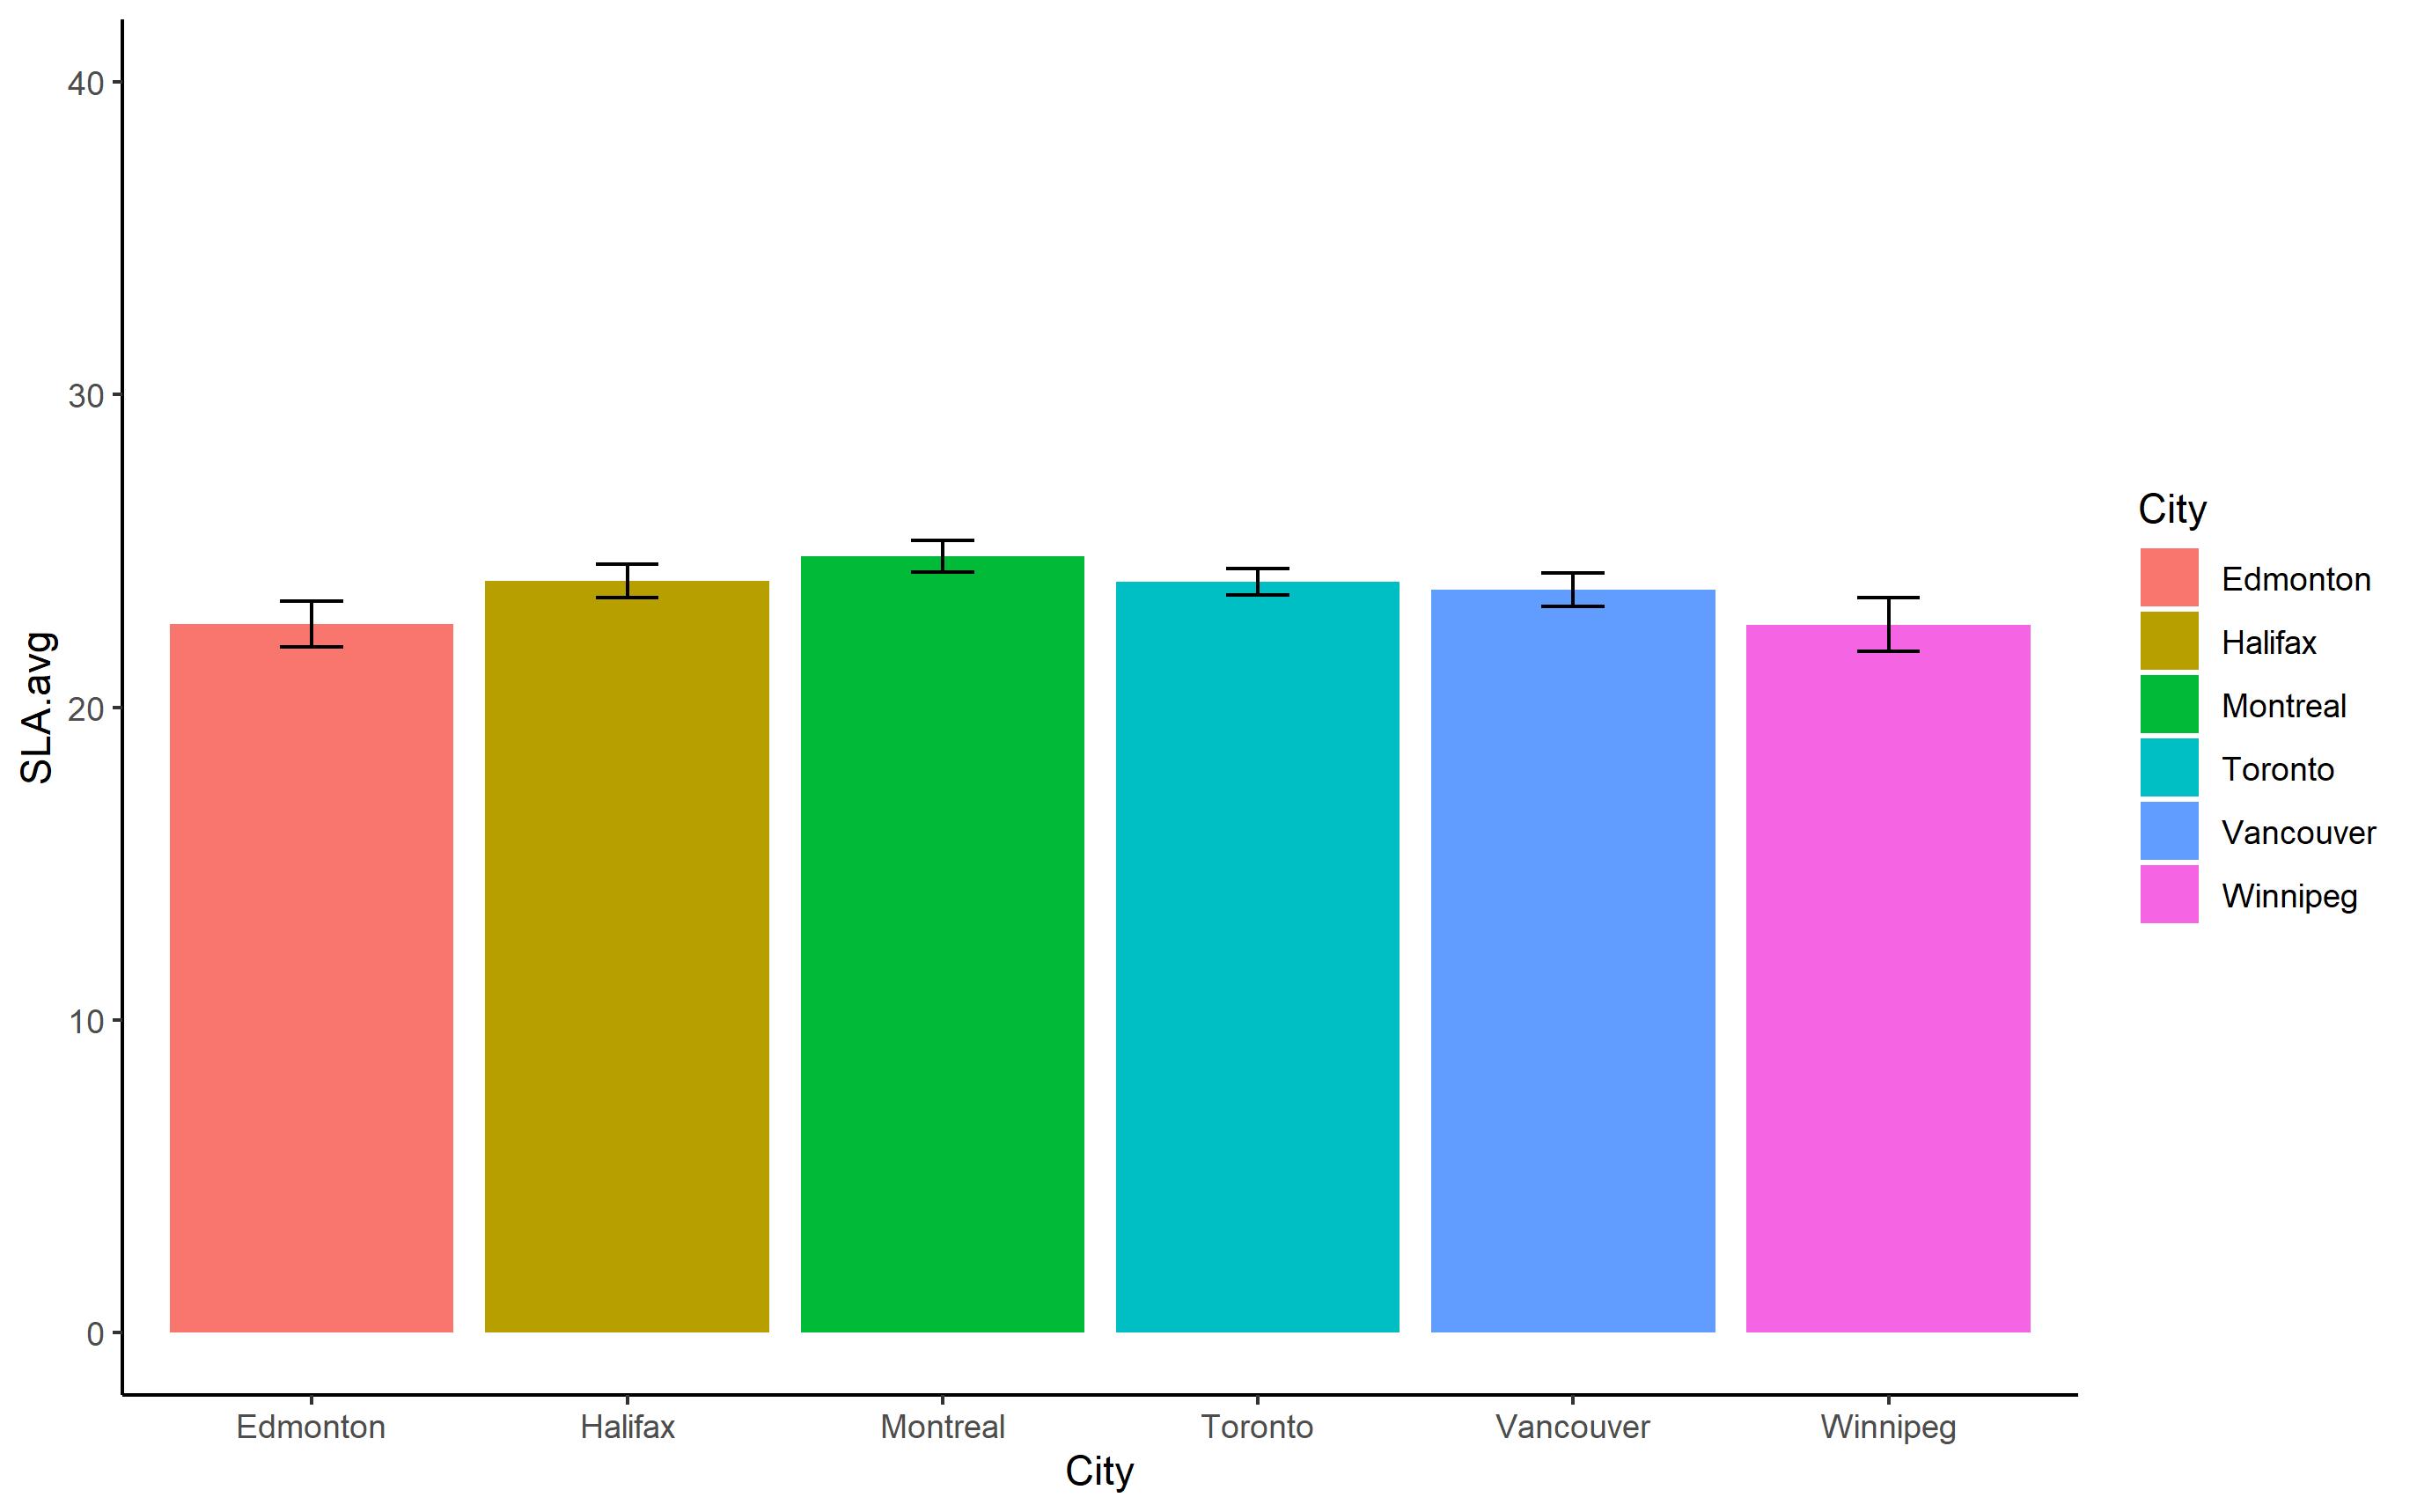 40
30
20
10
0
SLA.avg
Edmonton Halifax Montreal Toronto Vancouver Winnipeg
City
City
Edmonton
Halifax
Montreal
Toronto
Vancouver
Winnipeg